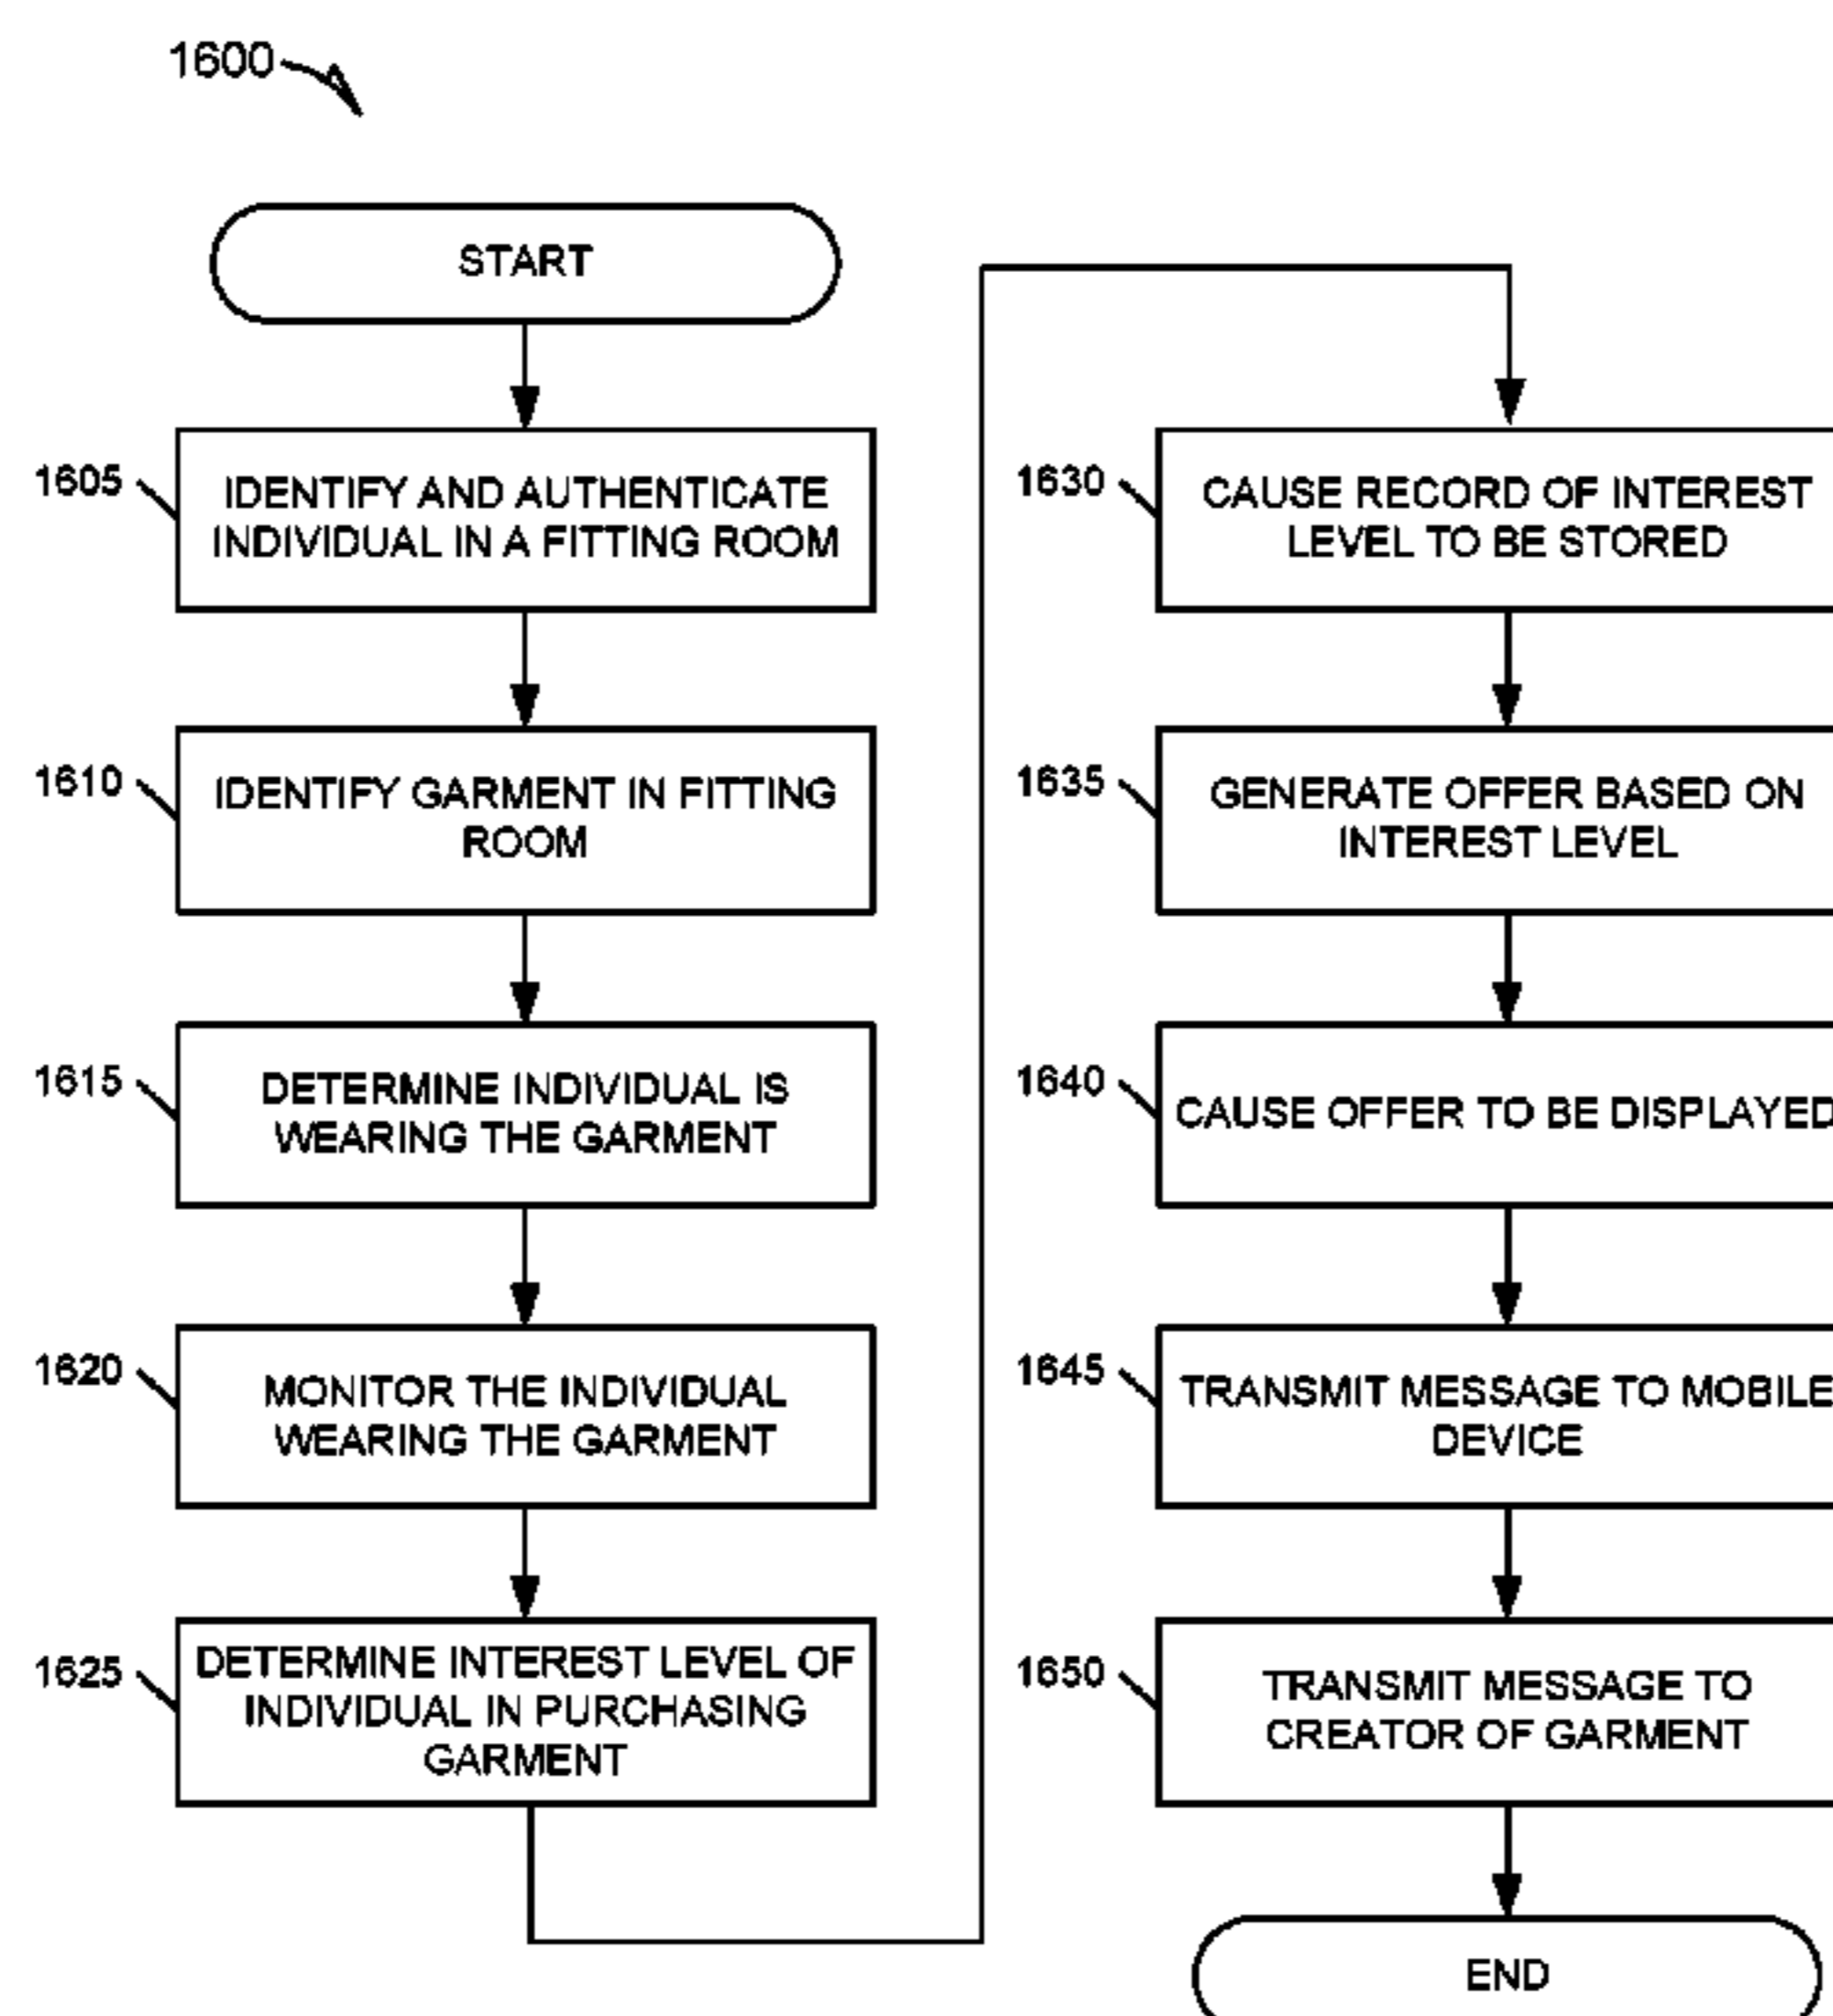 1600
START
1605
IDENTIFY AND AUTHENTICATE
INDIVIDUAL IN A FITTING ROOM
1610
IDENTIFY GARMENT IN FITTING
ROOM
1615
DETERMINE INDIVIDUAL IS
WEARING THE GARMENT
1620
MONITOR THE INDIVIDUAL
WEARING THE GARMENT
1625
DETERMINE INTEREST LEVEL OF
INDIVIDUAL IN PURCHASING
GARMENT
1630
CAUSE RECORD OF INTEREST
LEVEL TO BE STORED
1635
GENERATE OFFER BASED ON
INTEREST LEVEL
1640
CAUSE OFFER TO BE DISPLAYED
1645
TRANSMIT MESSAGE TO MOBILE
DEVICE
1650
TRANSMIT MESSAGE TO
CREATOR OF GARMENT
END